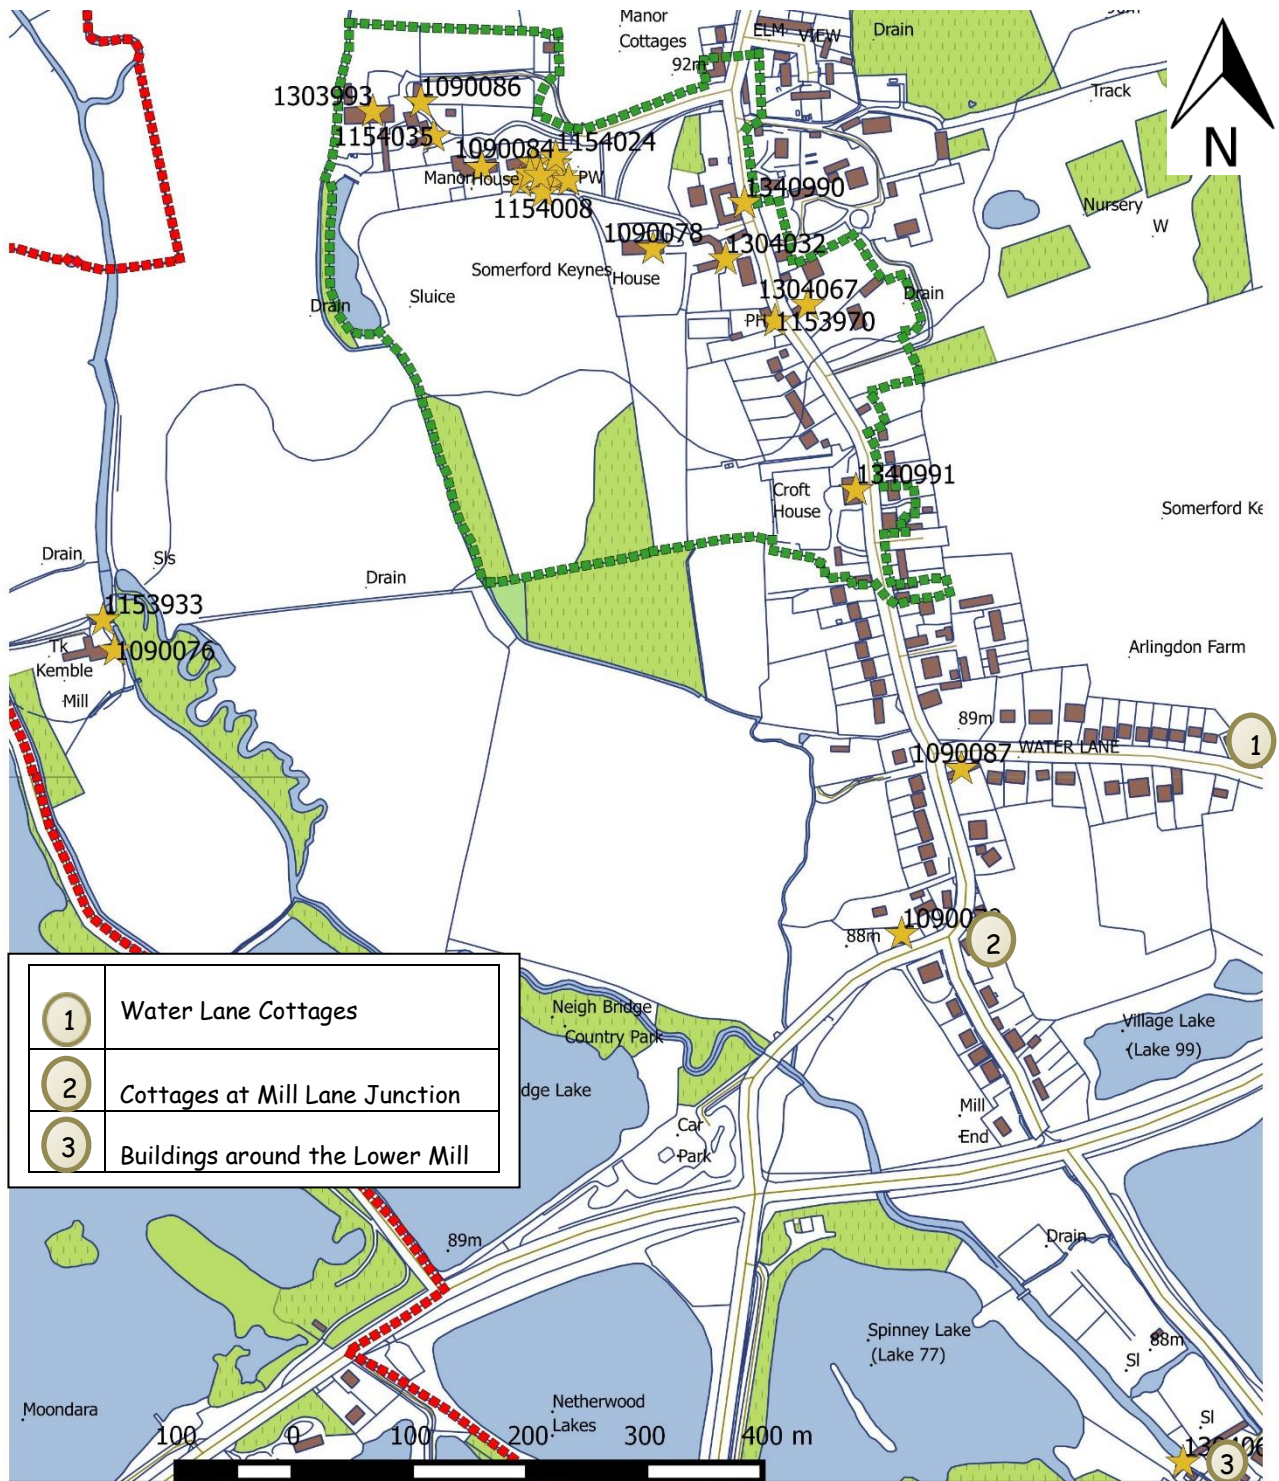 Manor
Cottages
ELM VIEW
Drain
92m
Track
N
1303993
1090086
1154035
1090084
1154024
Manor House
PW
1154008
1340990
Nursery
W
1090078
1304032
Somerford Keynes
House
Sluice
Drain
1304067
Drain
PH
1153970
1340991
Croft
House
Somerford Ke
Drain
Sls
Drain
1153933
Tk
1090076
Kemble
Mill
Arlingdon Farm
89m
1090087
WATER LANE
1
88m
2
1
Water Lane Cottages
2
Cottages at Mill Lane Junction
3
Buildings around the Lower Mill
Neigh Bridge
Country Park
dge Lake
Village Lake
(Lake 99)
Car
Park
Mill
End
89m
Drain
Spinney Lake
(Lake 77)
88m
Sl
Moondara
Netherwood
Lakes
Sl
100 0 100 200 300 400 m
3